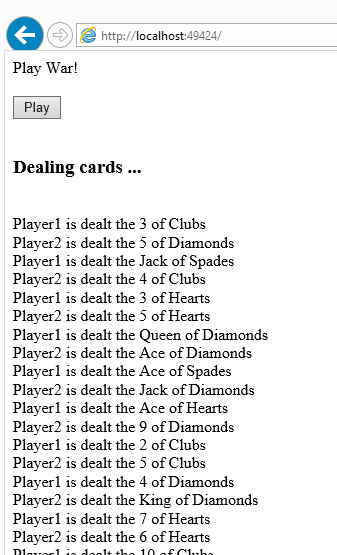 http://localhost:49424/
Play War!
Play
Dealing cards ...
Player1 is dealt the 3 of Clubs
Player2 is dealt the 5 of Diamonds
Player1 is dealt the Jack of Spades
Player2 is dealt the 4 of Clubs
Player1 is dealt the 3 of Hearts
Player2 is dealt the 5 of Hearts
Player1 is dealt the Queen of Diamonds
Player2 is dealt the Ace of Diamonds
Player1 is dealt the Ace of Spades
Player2 is dealt the Jack of Diamonds
Player1 is dealt the Ace of Hearts
Player2 is dealt the 9 of Diamonds
Player1 is dealt the 2 of Clubs
Player2 is dealt the 5 of Clubs
Player1 is dealt the 4 of Diamonds
Player2 is dealt the King of Diamonds
Player1 is dealt the 7 of Hearts
Player2 is dealt the 6 of Hearts
Player1 is dealt the 10 of Clubs